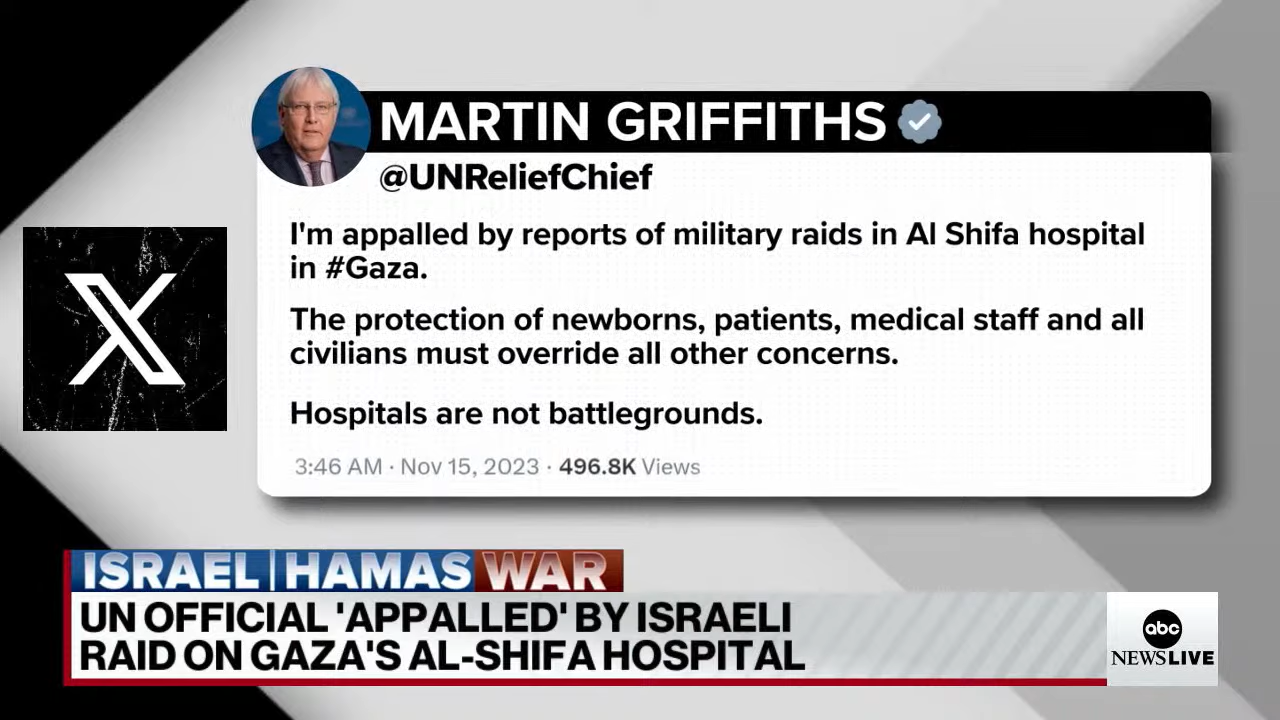 MARTIN GRIFFITHS
@UNReliefChief
I'm appalled by reports of military raids in Al Shifa hospital
in #Gaza.
The protection of newborns, patients, medical staff and all
civilians must override all other concerns.
Hospitals are not battlegrounds.
3:46 AM · Nov 15, 2023 · 496.8K Views
X
ISRAEL | HAMAS WAR
UN OFFICIAL 'APPALLED' BY ISRAELI
RAID ON GAZA'S AL-SHIFA HOSPITAL
abc
NEWS LIVE